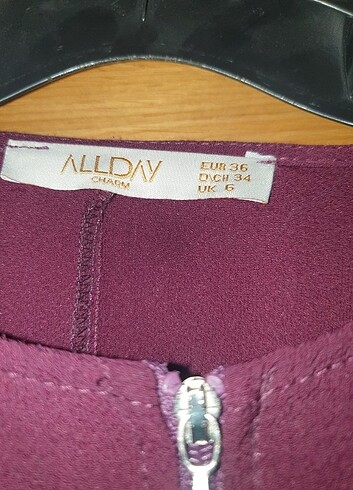 ALLDAY
CHARM
EUR 36
D\CH 34
UK 6